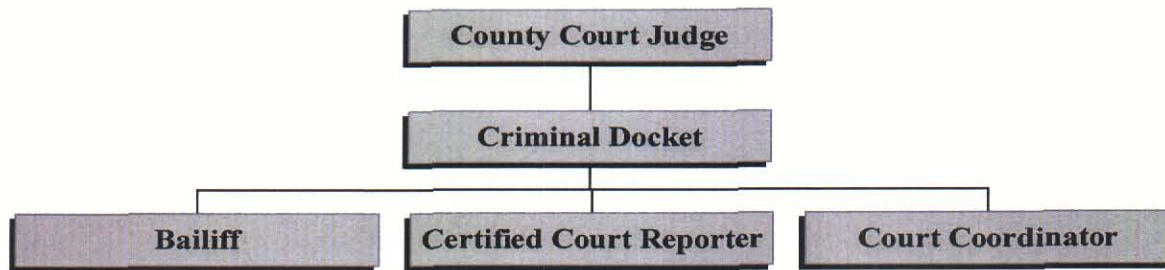 County Court Judge
Criminal Docket
Bailiff
Certified Court Reporter
Court Coordinator